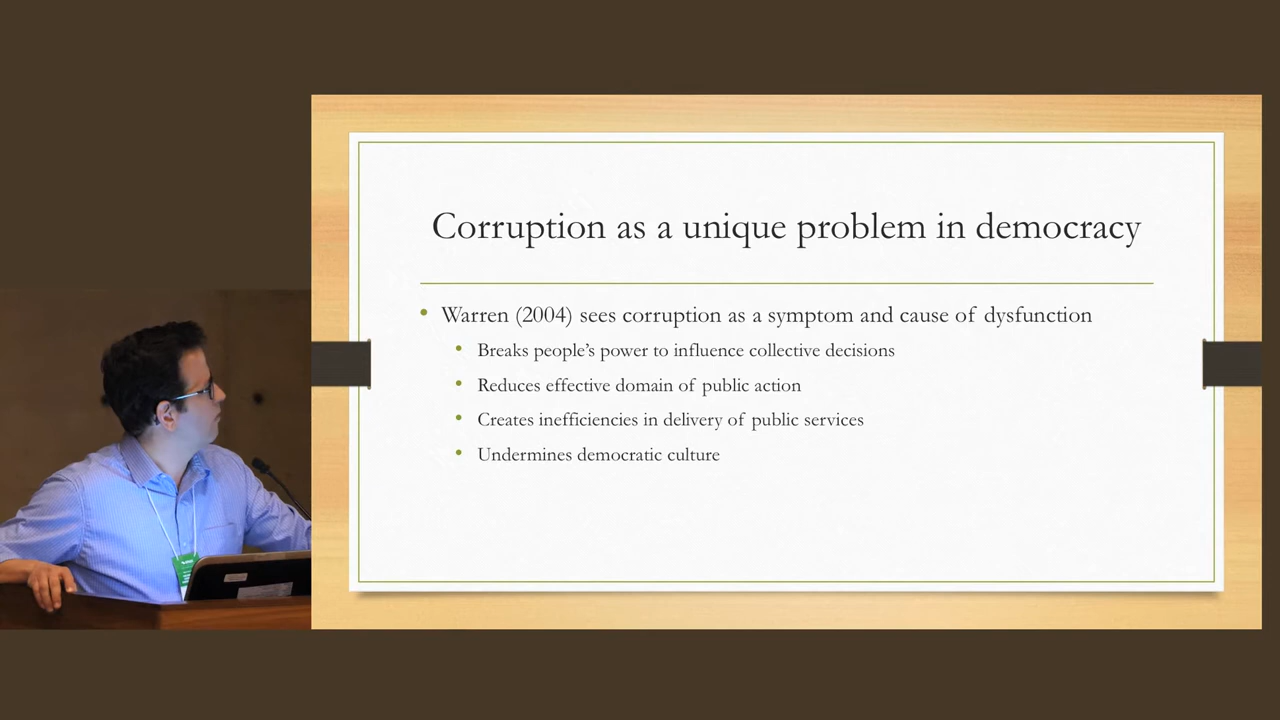 Corruption as a unique problem in democracy
• Warren (2004) sees corruption as a symptom and cause of dysfunction
• Breaks people's power to influence collective decisions
• Reduces effective domain of public action
• Creates inefficiencies in delivery of public services
• Undermines democratic culture